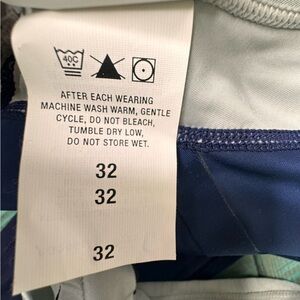 40C
AFTER EACH WEARING
MACHINE WASH WARM, GENTLE
CYCLE, DO NOT BLEACH,
TUMBLE DRY LOW,
DO NOT STORE WET.
32
32
32